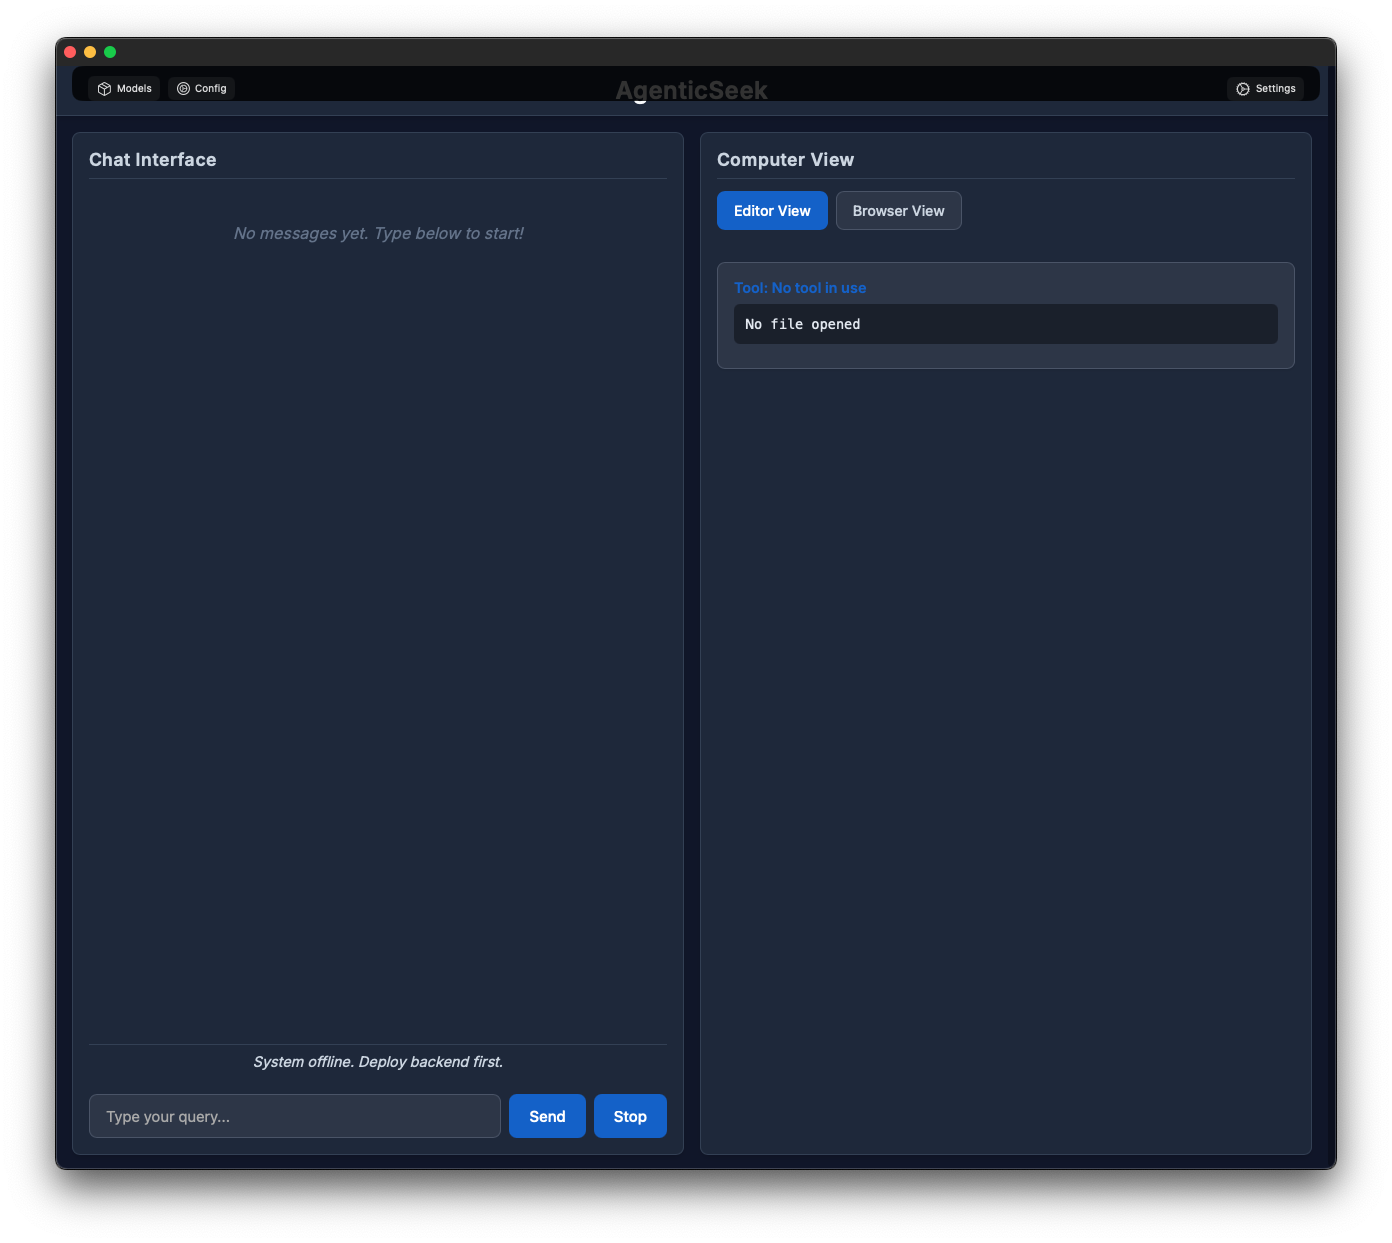 Models
Config
AgenticSeek
Settings
Chat Interface
No messages yet. Type below to start!
System offline. Deploy backend first.
Type your query...
Send
Stop
Computer View
Editor View
Browser View
Tool: No tool in use
No file opened